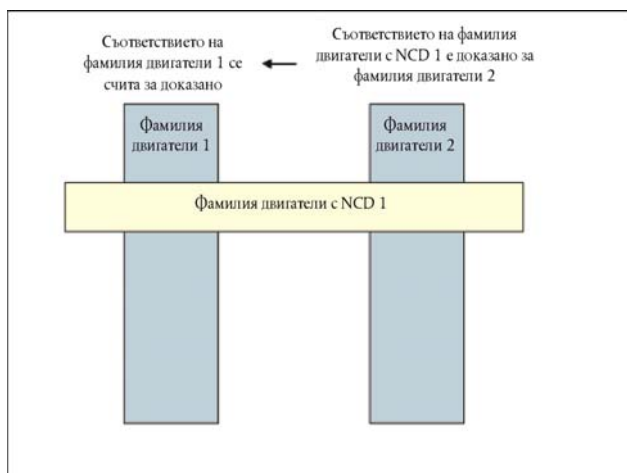 Съответствието на
фамилия двигатели 1 се
счита за доказано
Съответствието на фамилия
двигатели с NCD 1 е доказано за
фамилия двигатели 2
Фамилия
двигатели 1
Фамилия
двигатели 2
Фамилия двигатели с NCD 1